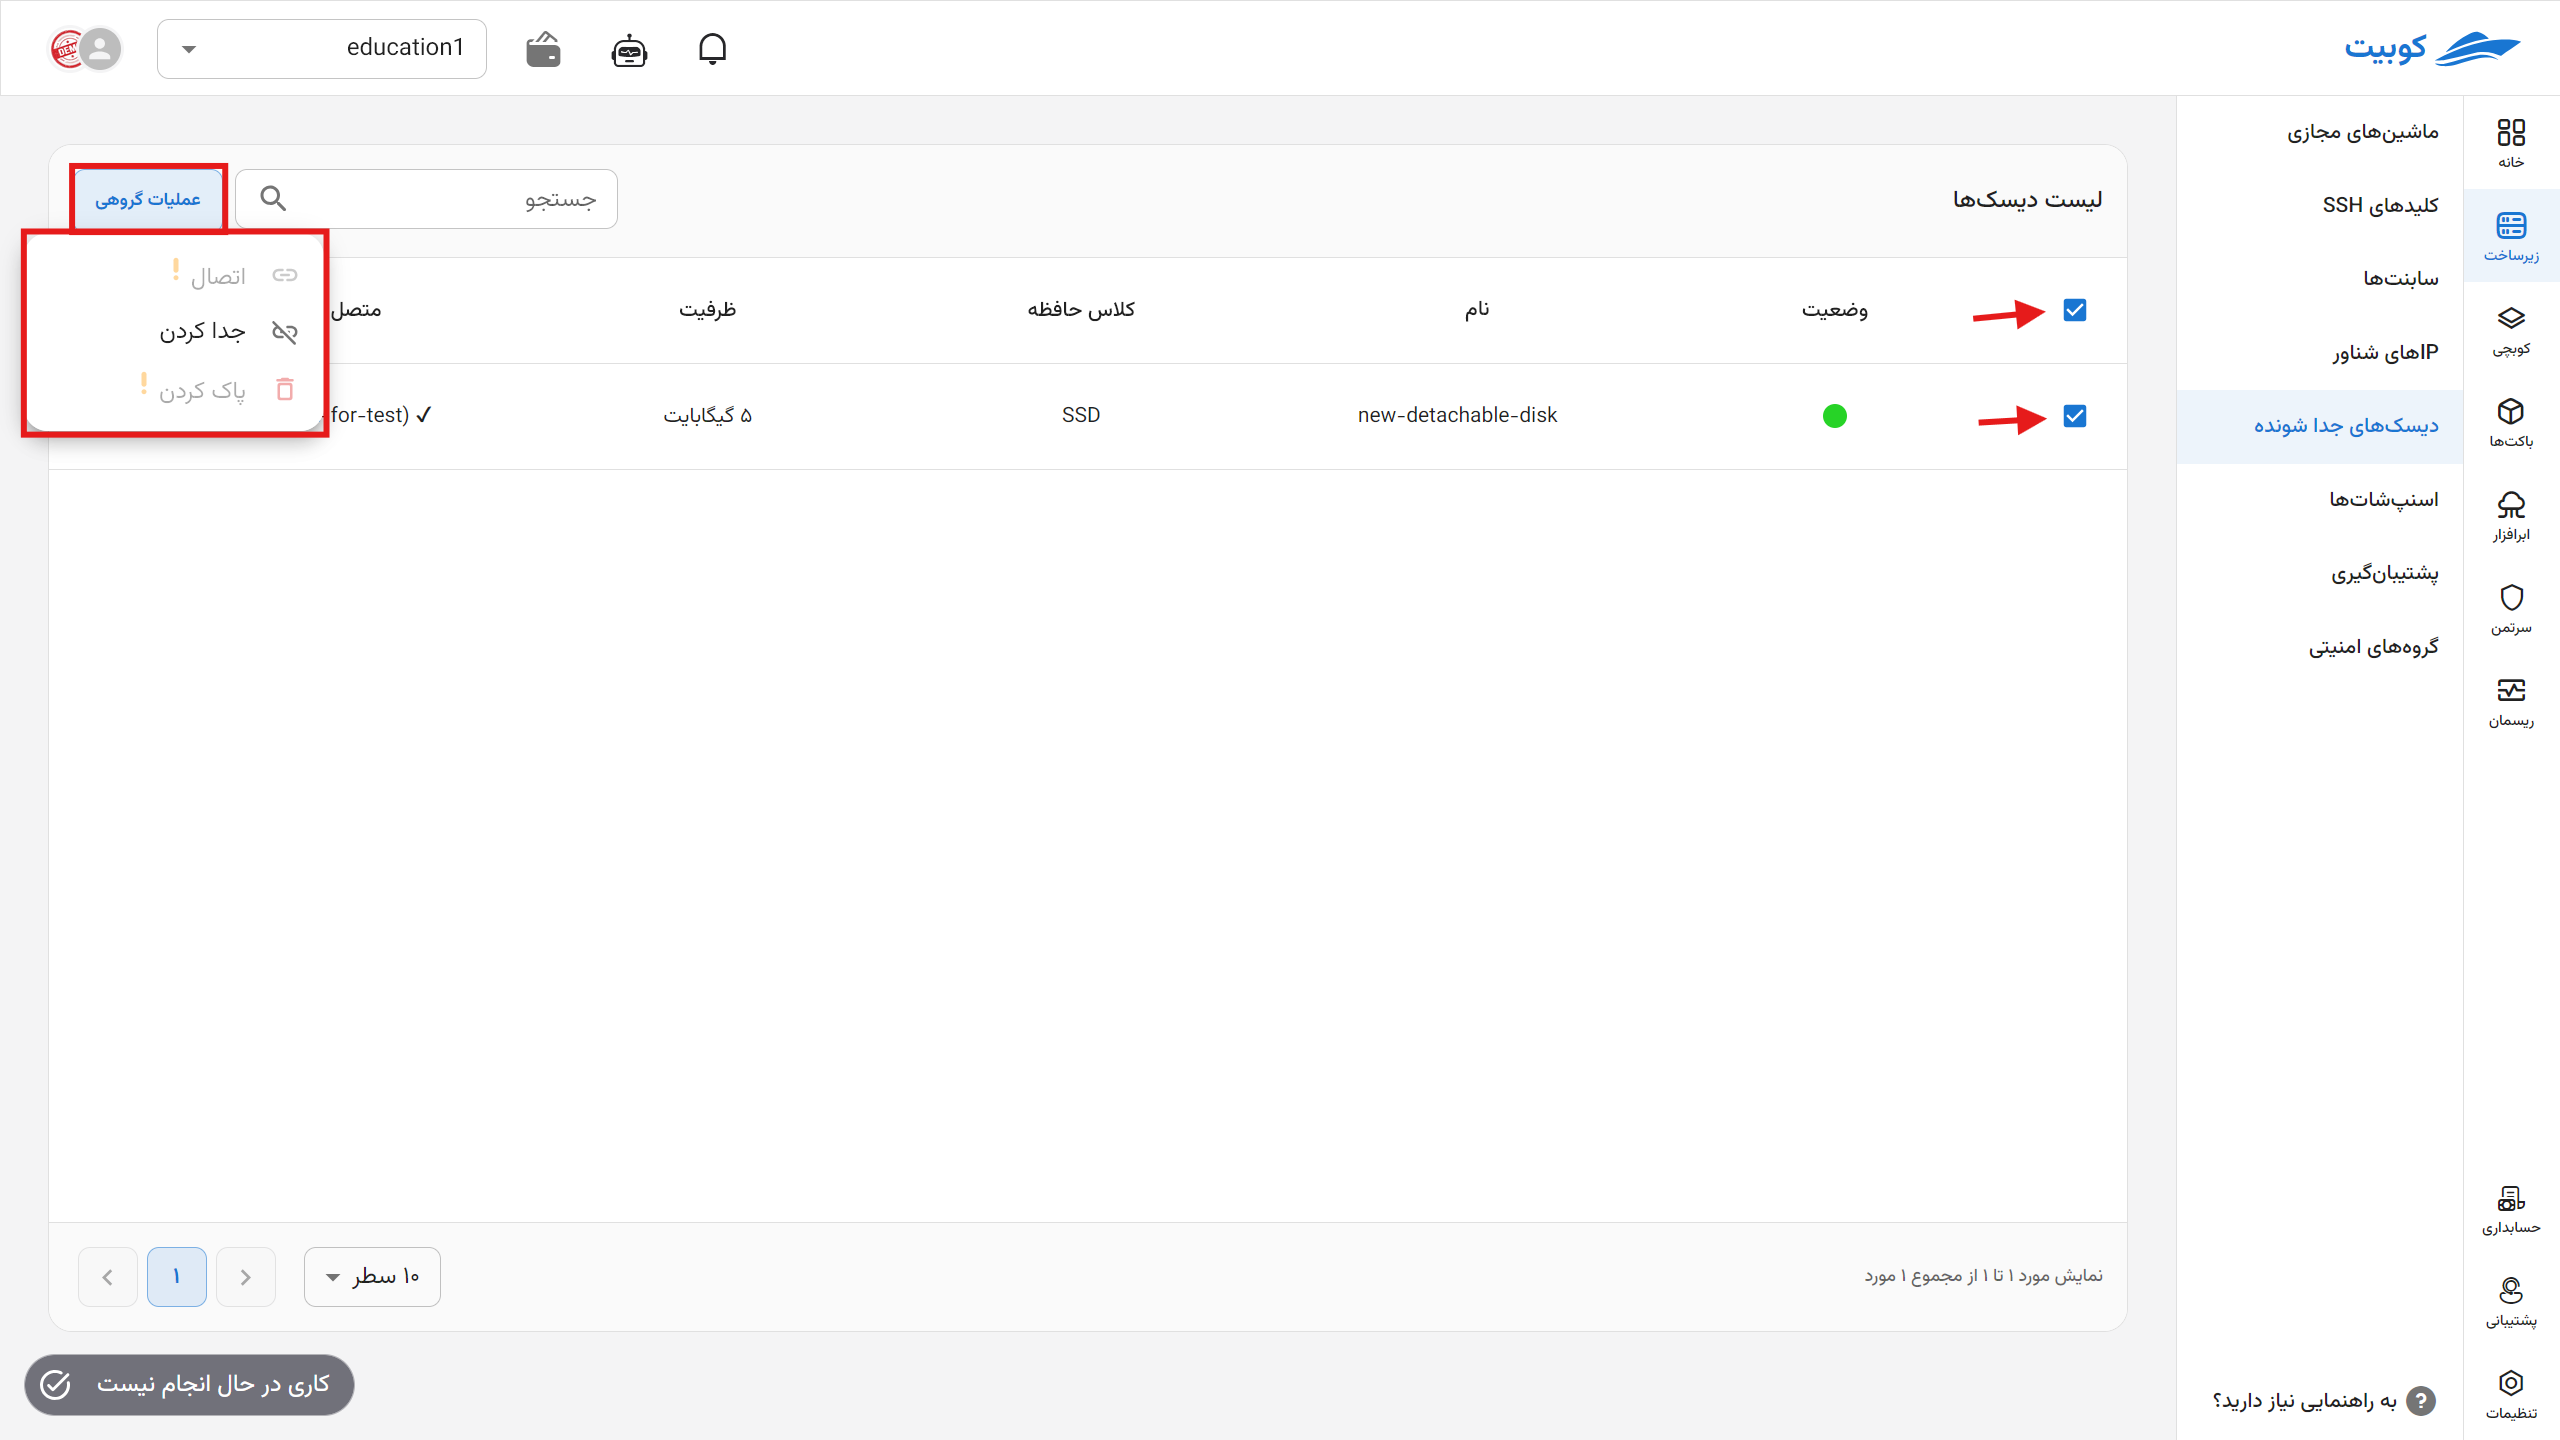 کوبیت
education1
خانه
زیرساخت
کوبچی
باکت‌ها
ابرافزار
سرتمن
ریسمان
حسابداری
پشتیبانی
تنظیمات
ماشین‌های مجازی
کلیدهای SSH
سابنت‌ها
IPهای شناور
دیسک‌های جدا شونده
اسنپ‌شات‌ها
پشتیبان‌گیری
گروه‌های امنیتی
به راهنمایی نیاز دارید؟
لیست دیسک‌ها
جستجو
عملیات گروهی
اتصال
جدا کردن
پاک کردن
وضعیت
نام
کلاس حافظه
ظرفیت
متصل
new-detachable-disk
SSD
۵ گیگابایت
for-test)
نمایش مورد ۱ تا ۱ از مجموع ۱ مورد
۱۰ سطر
۱
کاری در حال انجام نیست